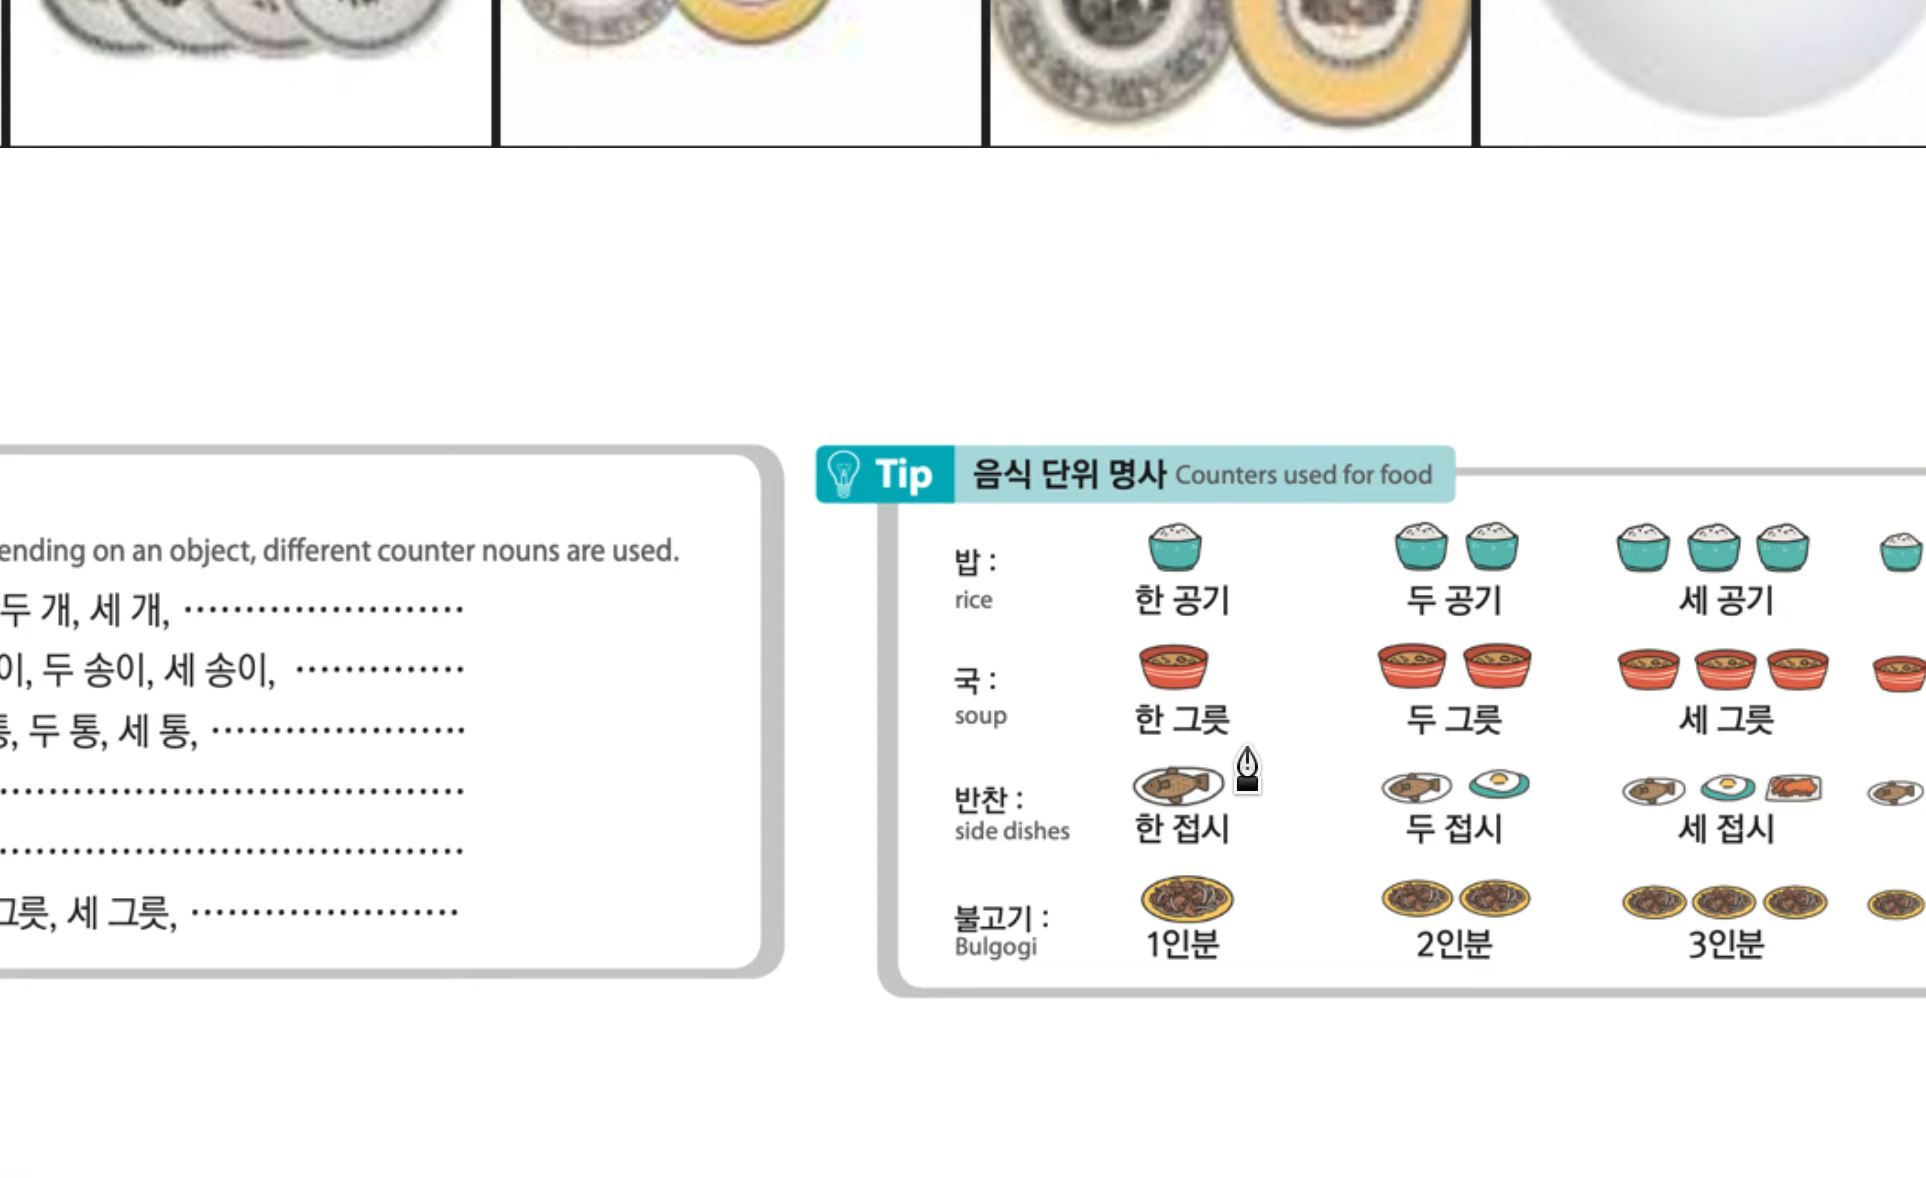 ending on an object, different counter nouns are used.
두 개, 세 개, ·······················
이, 두 송이, 세 송이, ··············
통, 두 통, 세 통, ·····················
······································
······································
그릇, 세 그릇, ······················
Tip 음식 단위 명사 Counters used for food
밥 :
rice
한 공기 두 공기 세 공기
국 :
soup
한 그릇 두 그릇 세 그릇
반찬 :
side dishes
한 접시 두 접시 세 접시
불고기 :
Bulgogi
1인분 2인분 3인분